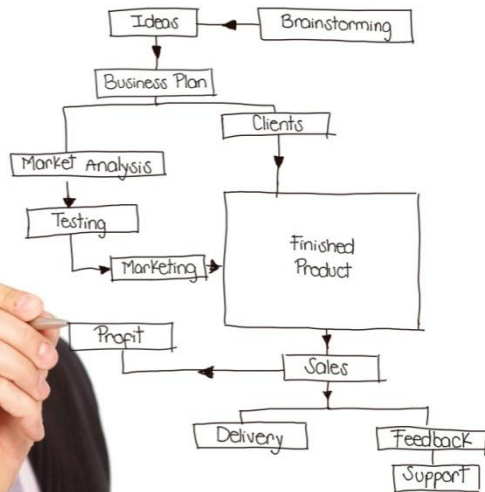 Ideas
Brainstorming
Business Plan
Clients
Market Analysis
Testing
Marketing
Finished
Product
Profit
Sales
Delivery
Feedback
Support